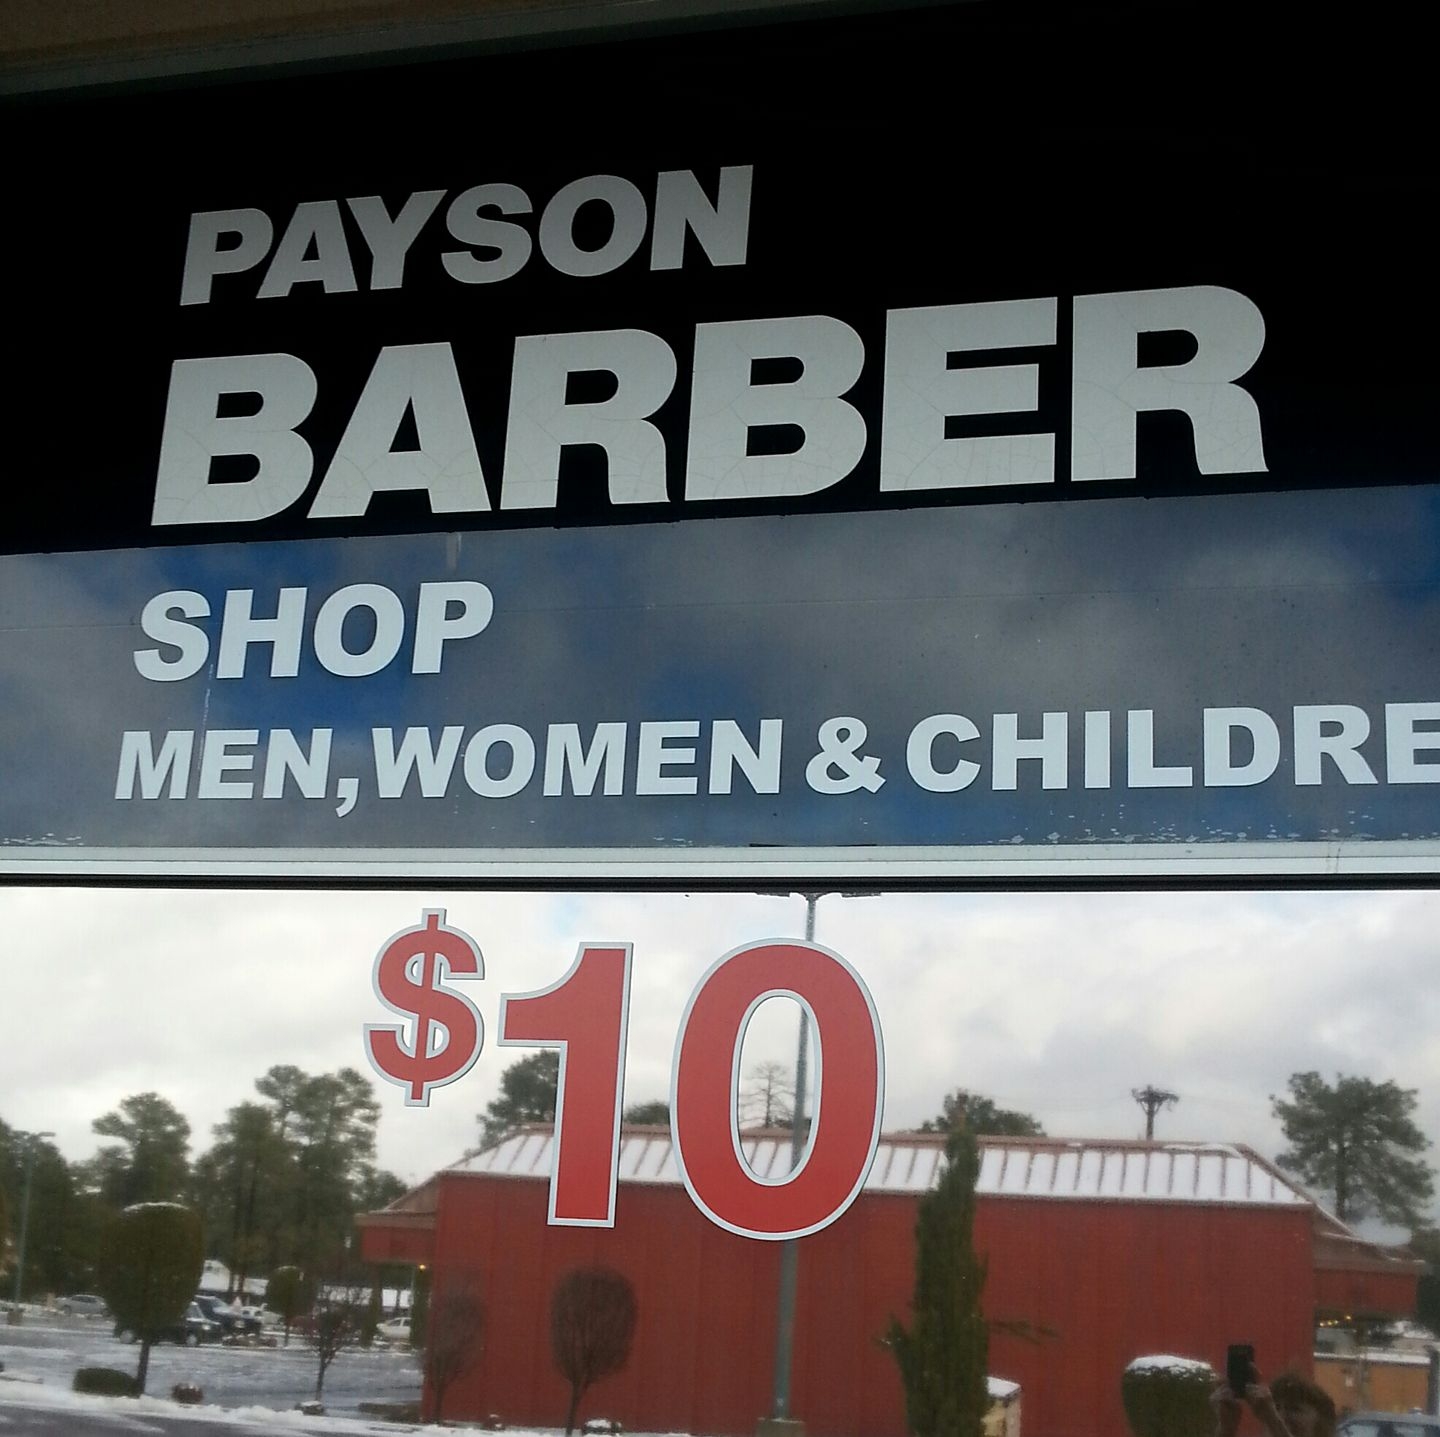 PAYSON
BARBER
SHOP
MEN,WOMEN & CHILDRE
$10